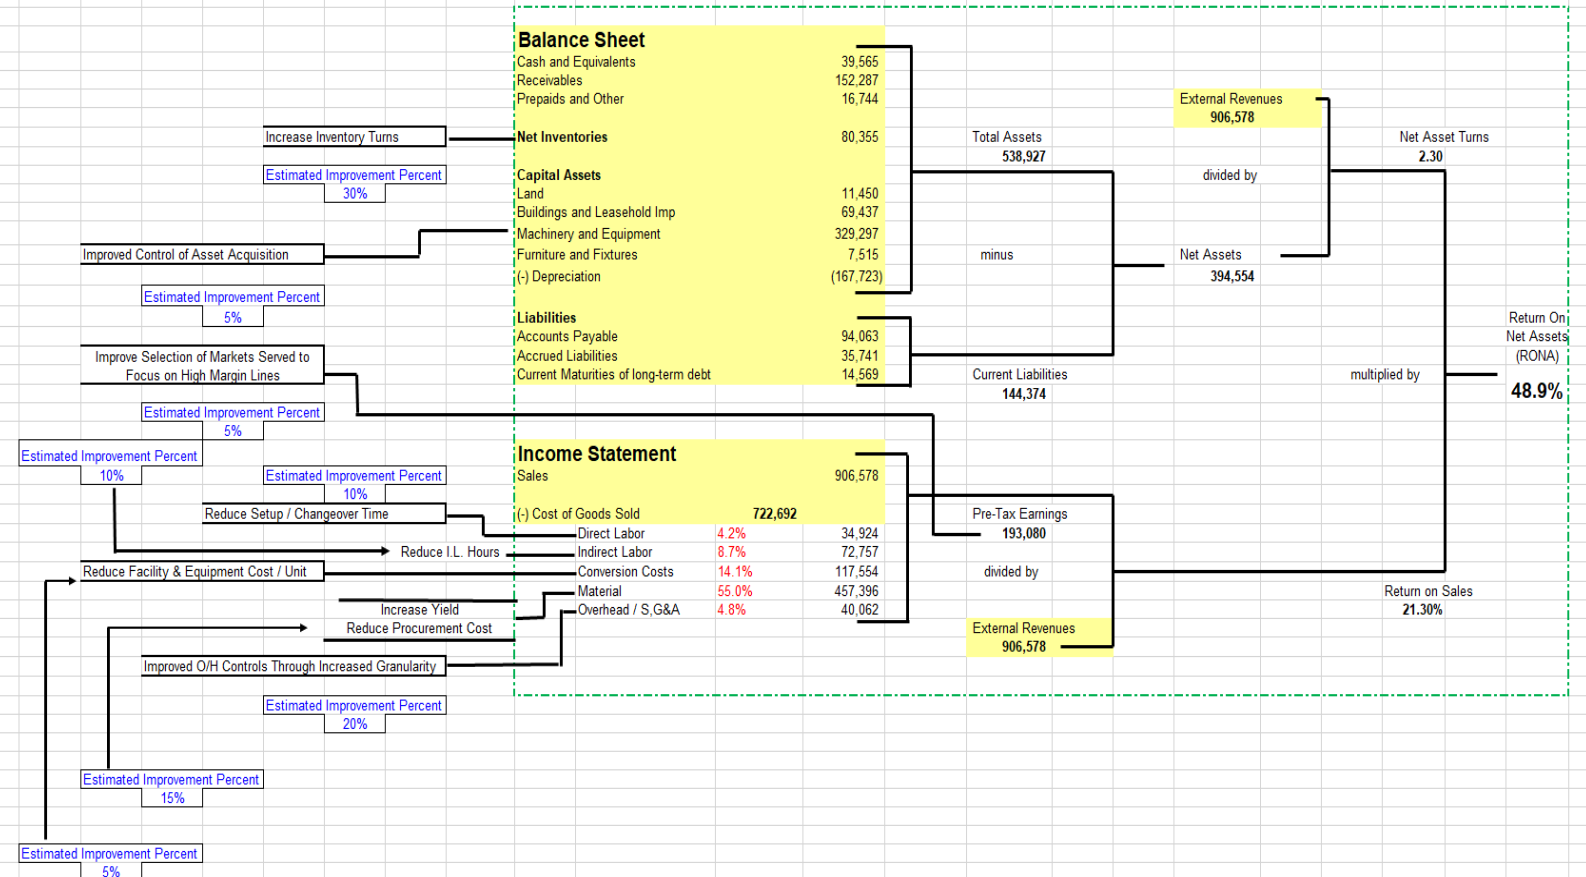 Balance Sheet
Cash and Equivalents 39,565
Receivables 152,287
Prepaids and Other 16,744
External Revenues
906,578
Increase Inventory Turns
Net Inventories 80,355
Total Assets
538,927
Net Asset Turns
2.30
Estimated Improvement Percent
30%
Capital Assets
divided by
Land 11,450
Buildings and Leasehold Imp 69,437
Machinery and Equipment 329,297
Improved Control of Asset Acquisition
Furniture and Fixtures 7,515
minus
Net Assets
394,554
(-) Depreciation (167,723)
Estimated Improvement Percent
5%
Liabilities
Accounts Payable 94,063
Accrued Liabilities 35,741
Current Maturities of long-term debt 14,569
Return On
Net Assets
(RONA)
48.9%
Improve Selection of Markets Served to
Focus on High Margin Lines
Current Liabilities
144,374
multiplied by
Estimated Improvement Percent
5%
Estimated Improvement Percent
10%
Income Statement
Sales 906,578
Estimated Improvement Percent
10%
Reduce Setup / Changeover Time
(-) Cost of Goods Sold 722,692
Pre-Tax Earnings
193,080
Direct Labor 4.2% 34,924
Reduce I.L. Hours
Indirect Labor 8.7% 72,757
Reduce Facility & Equipment Cost / Unit
Conversion Costs 14.1% 117,554
divided by
Material 55.0% 457,396
Return on Sales
21.30%
Increase Yield
Overhead / S,G&A 4.8% 40,062
Reduce Procurement Cost
External Revenues
906,578
Improved O/H Controls Through Increased Granularity
Estimated Improvement Percent
20%
Estimated Improvement Percent
15%
Estimated Improvement Percent
5%